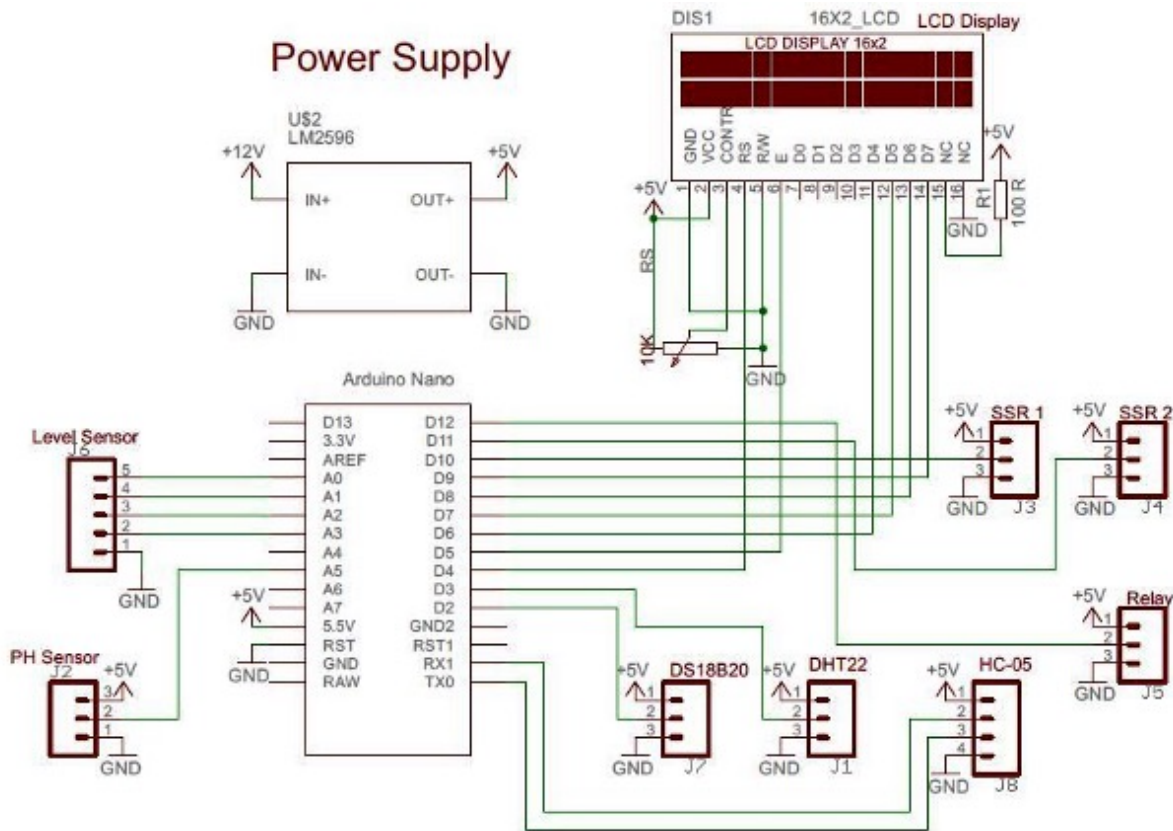 DIS1 16X2_LCD LCD Display
LCD DISPLAY 16x2
Power Supply
U$2
LM2596
+12V +5V
IN+ OUT+
IN- OUT-
GND GND
GND VCC CONTR RS R/W E D0 D1 D2 D3 D4 D5 D6 D7 NC NC
1 2 3 4 5 6 7 8 9 10 11 12 13 14 15 16
+5V
R1
100 R
GND
+5V
RS
10K
GND
Arduino Nano
D13 D12
3.3V D11
AREF D10
A0 D9
A1 D8
A2 D7
A3 D6
A4 D5
A5 D4
A6 D3
A7 D2
5.5V GND2
RST RST1
GND RX1
RAW TX0
+5V
GND
Level Sensor
J6
5
4
3
2
1
GND
PH Sensor
J2
+5V
3
2
1
GND
SSR 1
+5V
1
2
3
GND
J3
SSR 2
+5V
1
2
3
GND
J4
Relay
+5V
1
2
3
GND
J5
DS18B20
+5V
1
2
3
GND
J7
DHT22
+5V
1
2
3
GND
J1
HC-05
+5V
1
2
3
4
GND
J8